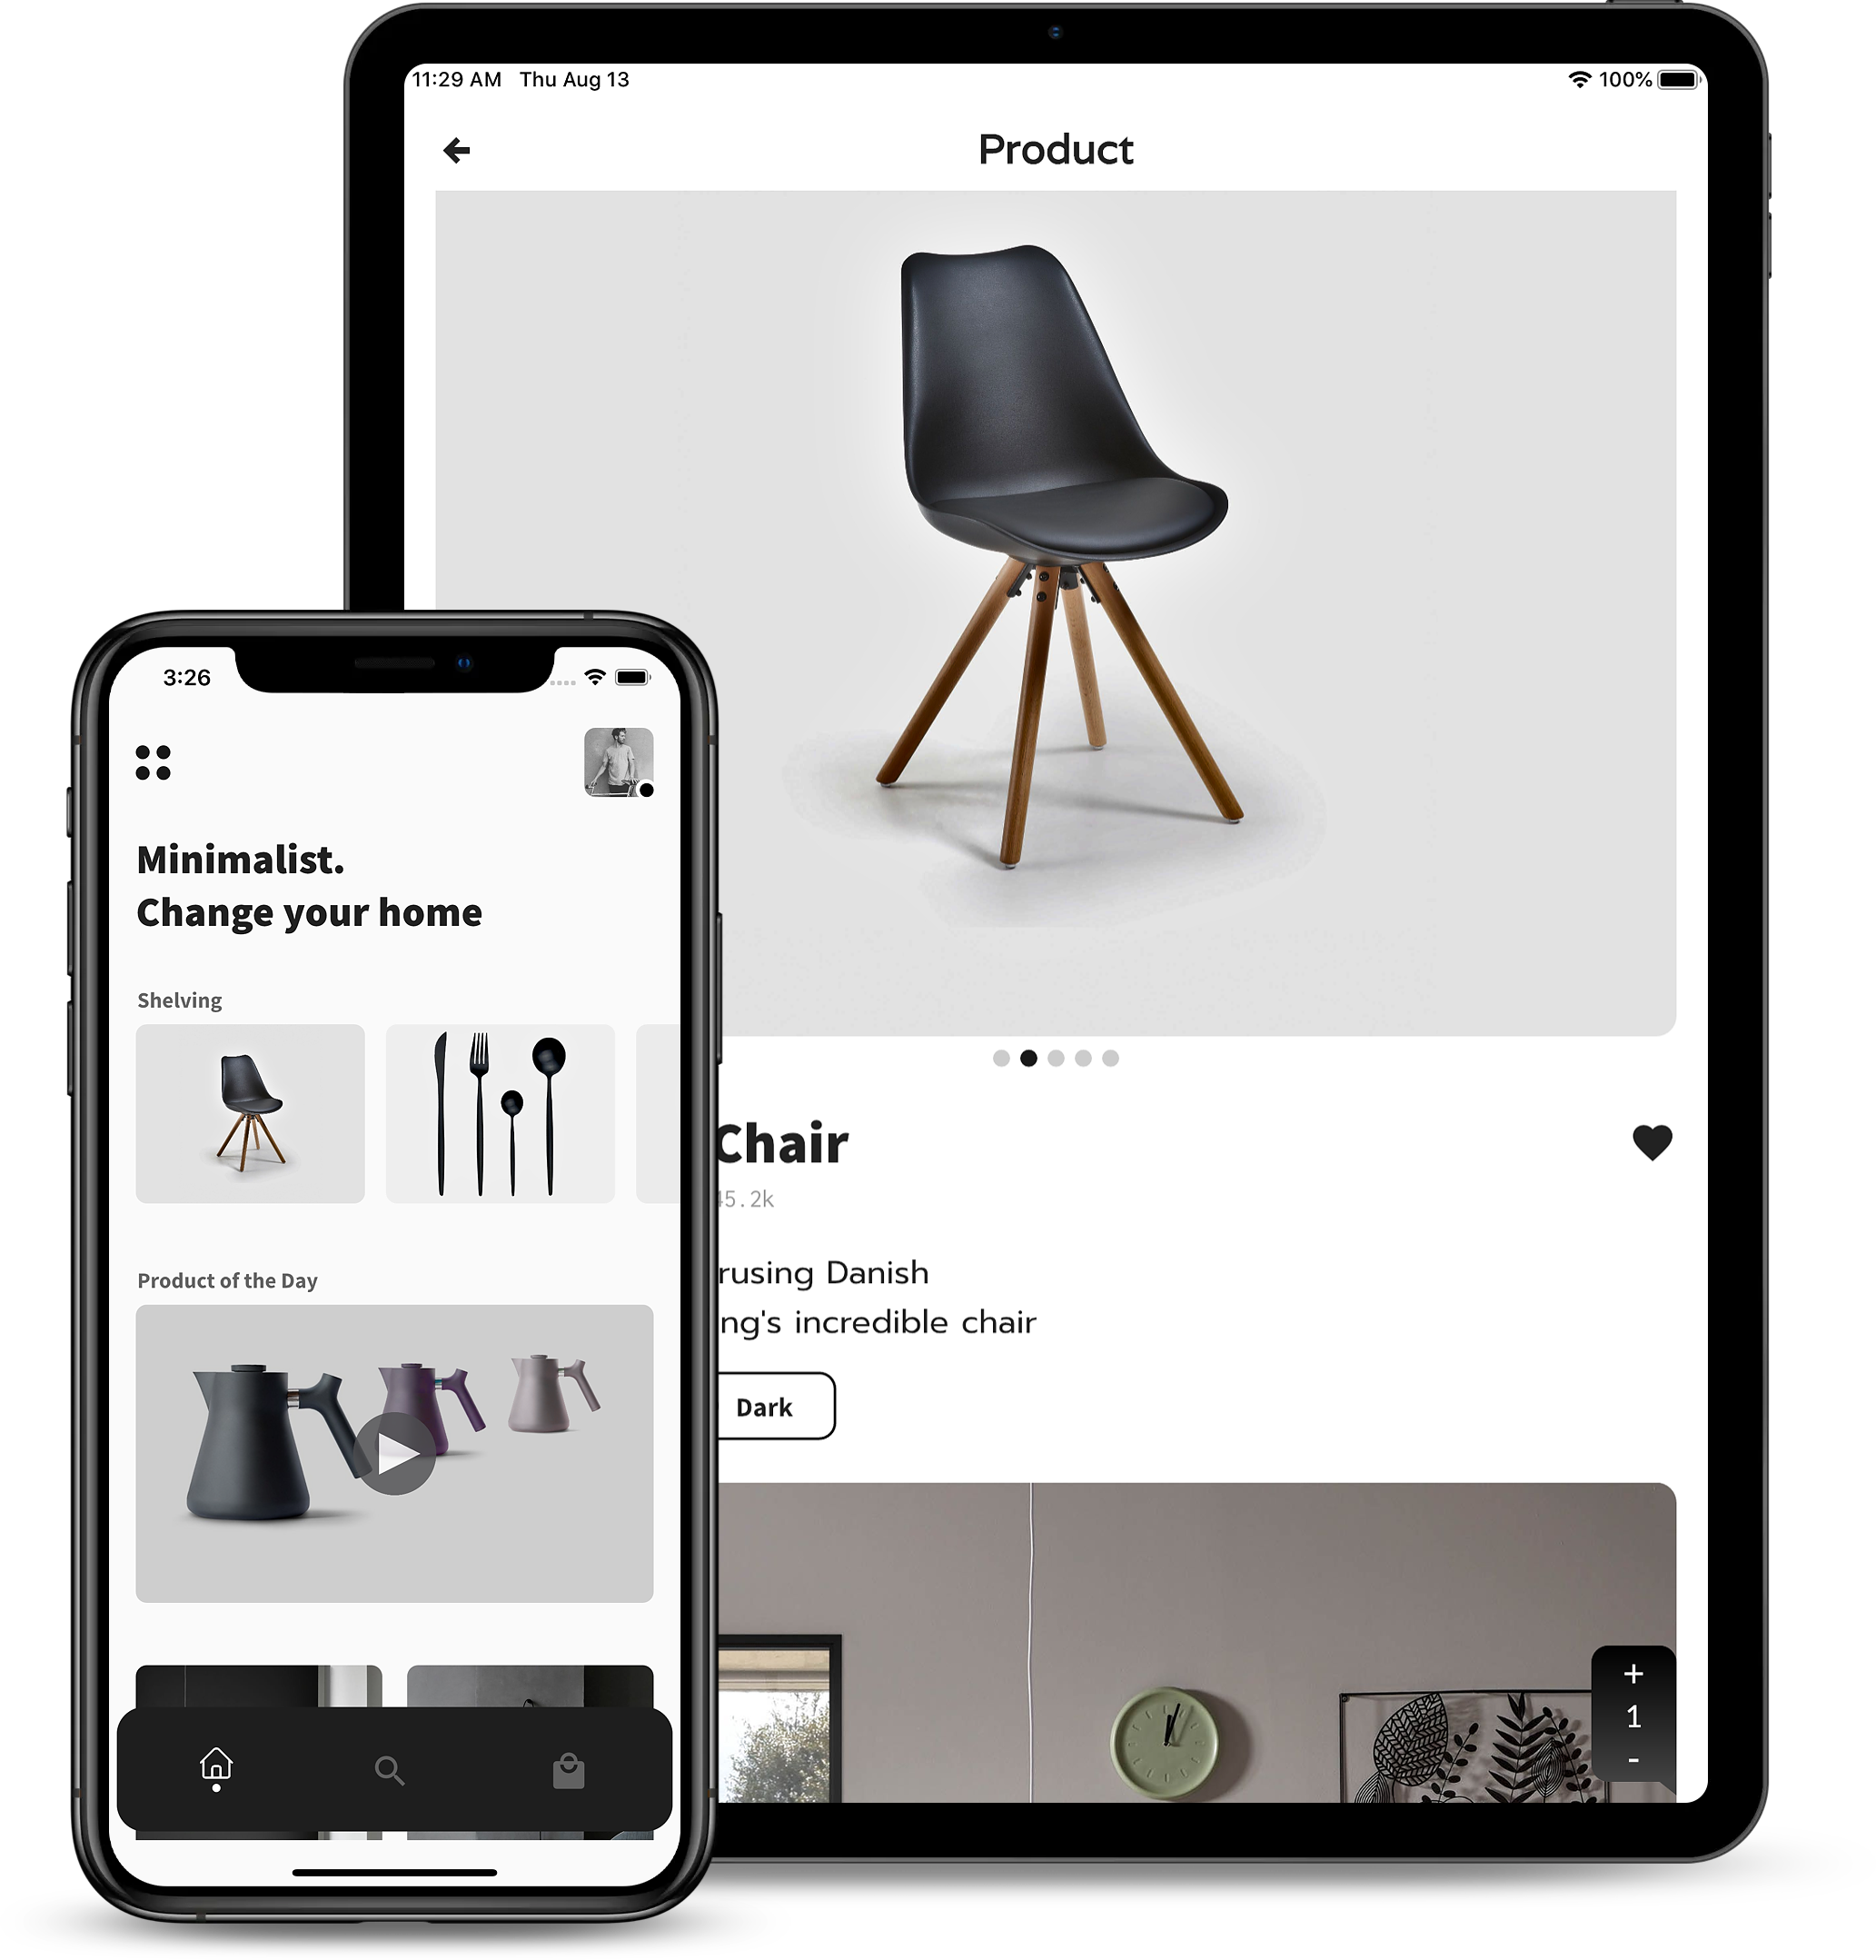 11:29 AM Thu Aug 13
100%
Product
Chair
45.2k
rusing Danish
ng's incredible chair
Dark
+
1
-
3:26
Minimalist.
Change your home
Shelving
Product of the Day